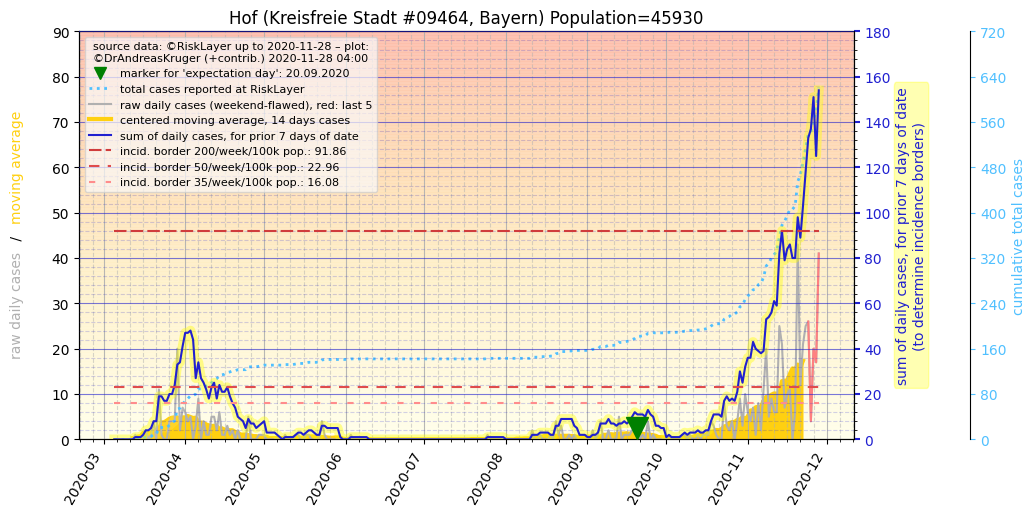 Hof (Kreisfreie Stadt #09464, Bayern) Population=45930
source data: ©RiskLayer up to 2020-11-28 – plot:
©DrAndreasKruger (+contrib.) 2020-11-28 04:00
marker for 'expectation day': 20.09.2020
total cases reported at RiskLayer
raw daily cases (weekend-flawed), red: last 5
centered moving average, 14 days cases
sum of daily cases, for prior 7 days of date
incid. border 200/week/100k pop.: 91.86
incid. border 50/week/100k pop.: 22.96
incid. border 35/week/100k pop.: 16.08
raw daily cases / moving average
90
80
70
60
50
40
30
20
10
0
180
160
140
120
100
80
60
40
20
0
sum of daily cases, for prior 7 days of date
(to determine incidence borders)
720
640
560
480
400
320
240
160
80
0
cumulative total cases
2020-03
2020-04
2020-05
2020-06
2020-07
2020-08
2020-09
2020-10
2020-11
2020-12